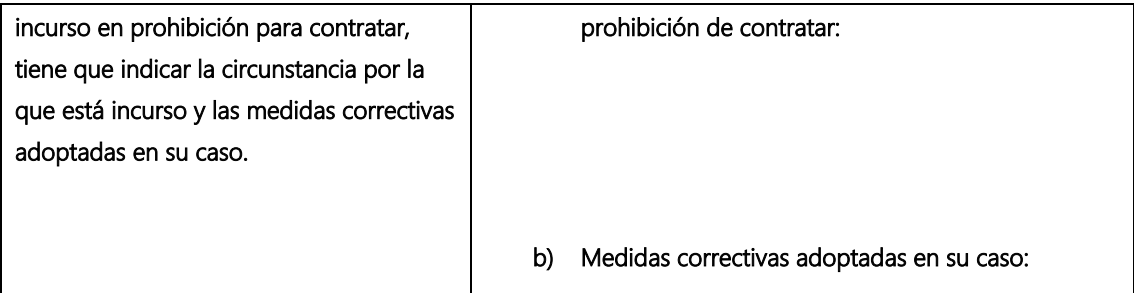 incurso en prohibición para contratar,
tiene que indicar la circunstancia por la
que está incurso y las medidas correctivas
adoptadas en su caso.
prohibición de contratar:
b) Medidas correctivas adoptadas en su caso: